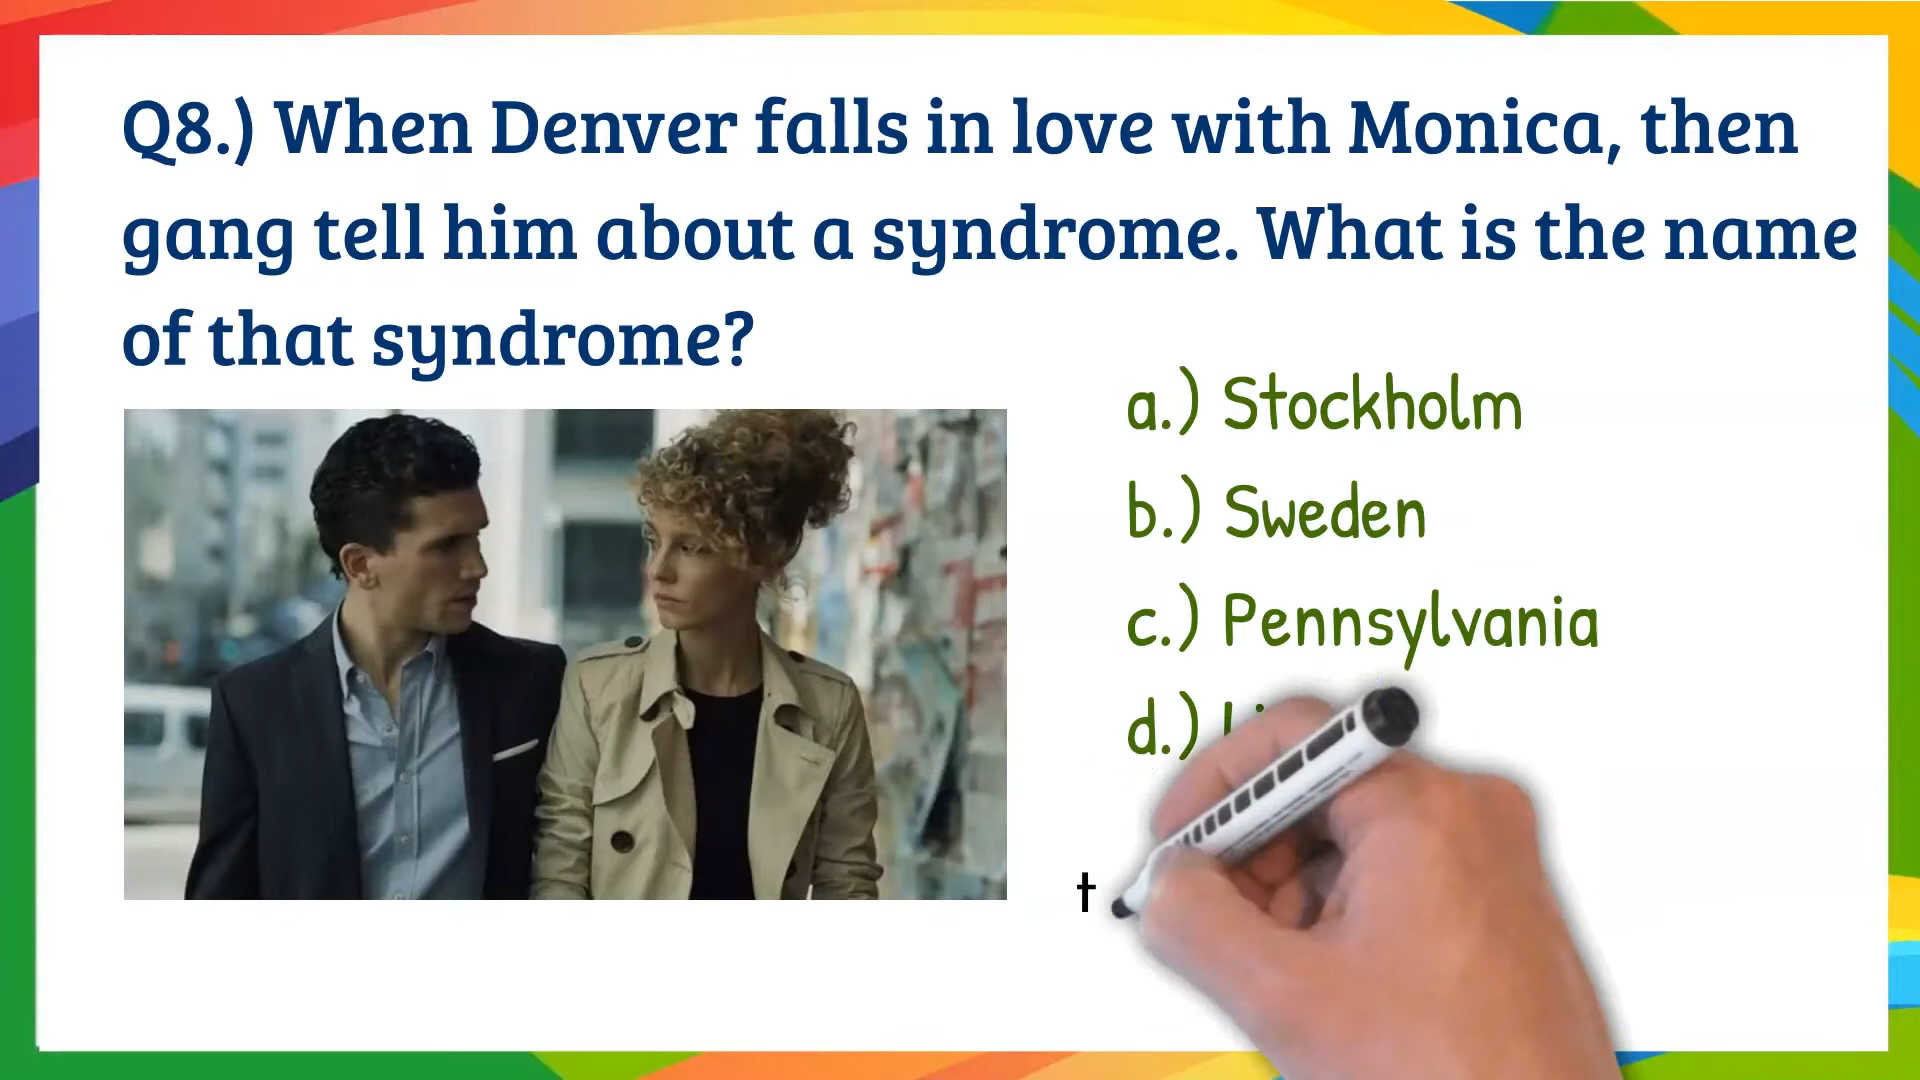 Q8.) When Denver falls in love with Monica, then
gang tell him about a syndrome. What is the name
of that syndrome?
a.) Stockholm
b.) Sweden
c.) Pennsylvania
d.)
t